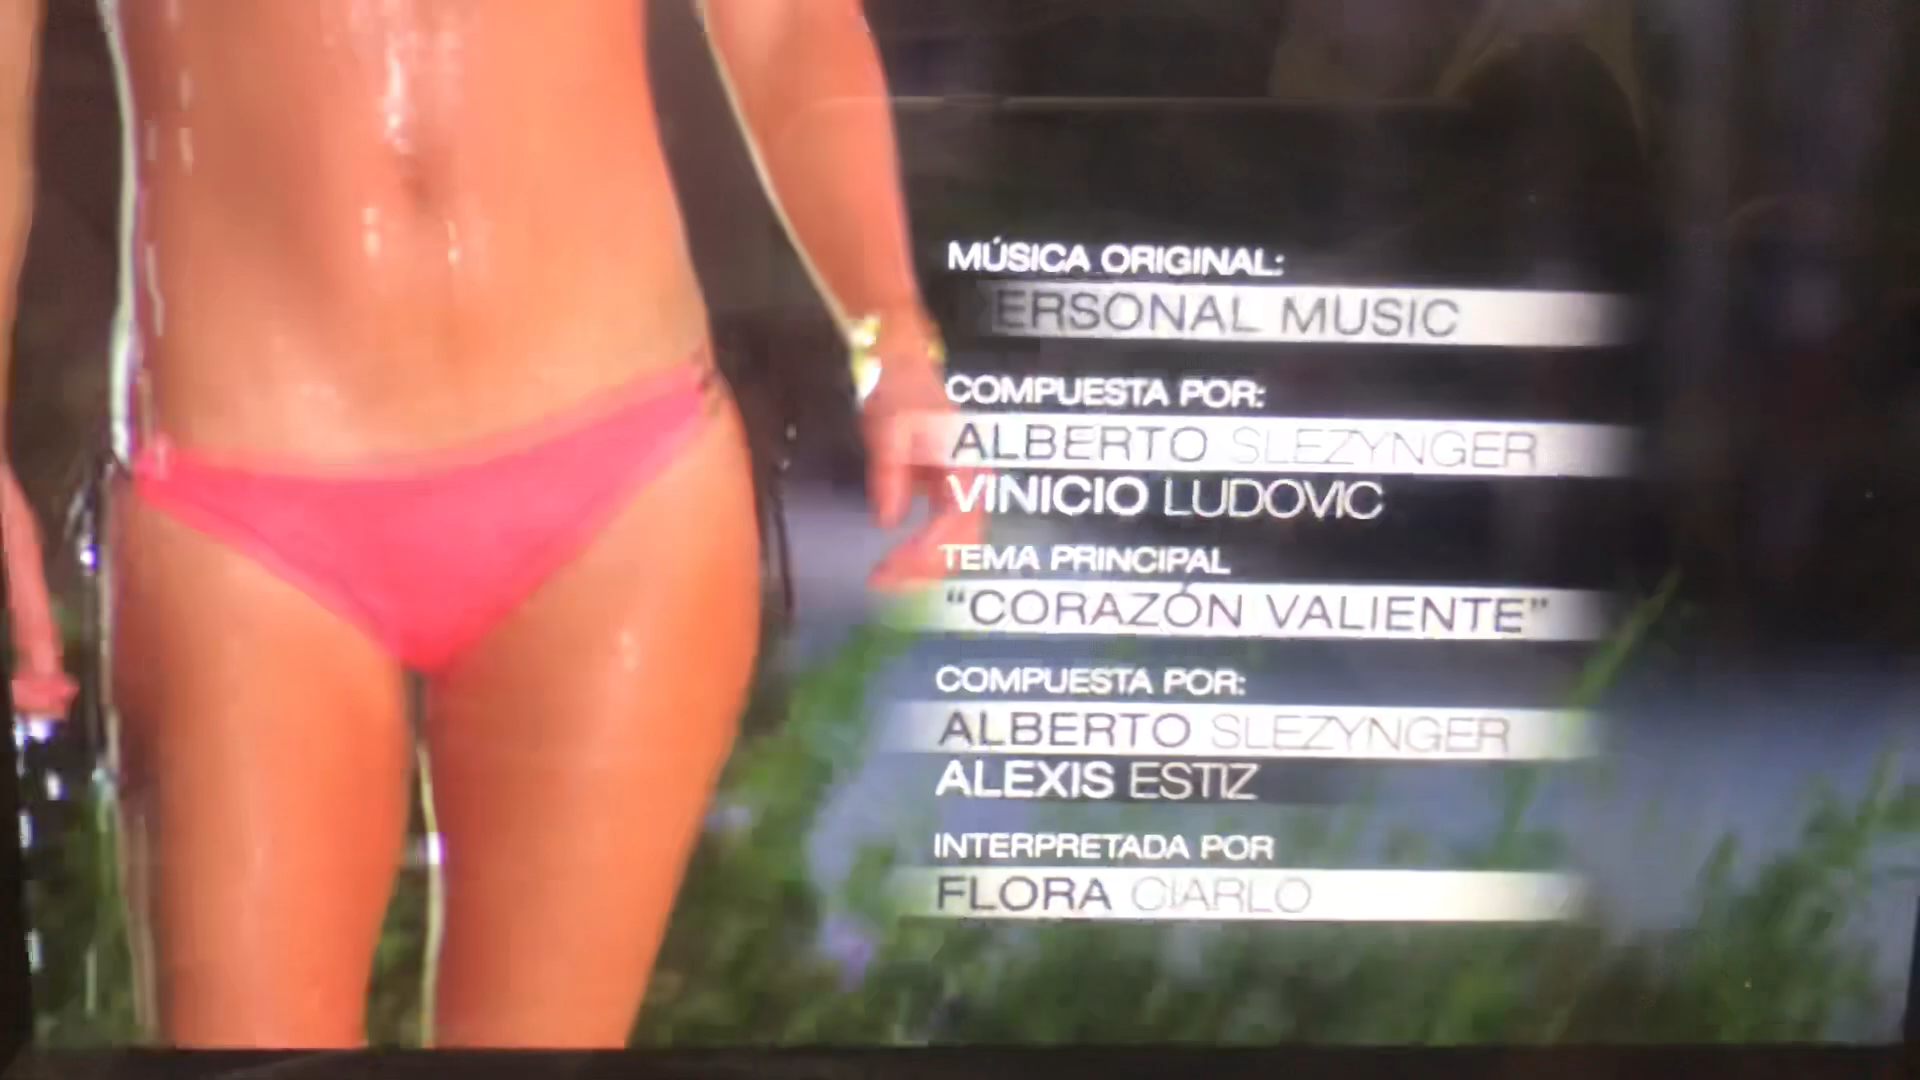 MÚSICA ORIGINAL:
ERSONAL MUSIC
COMPUESTA POR:
ALBERTO SLEZYNGER
VINICIO LUDOVIC
TEMA PRINCIPAL
“CORAZÓN VALIENTE”
COMPUESTA POR:
ALBERTO SLEZYNGER
ALEXIS ESTIZ
INTERPRETADA POR
FLORA CIARLO